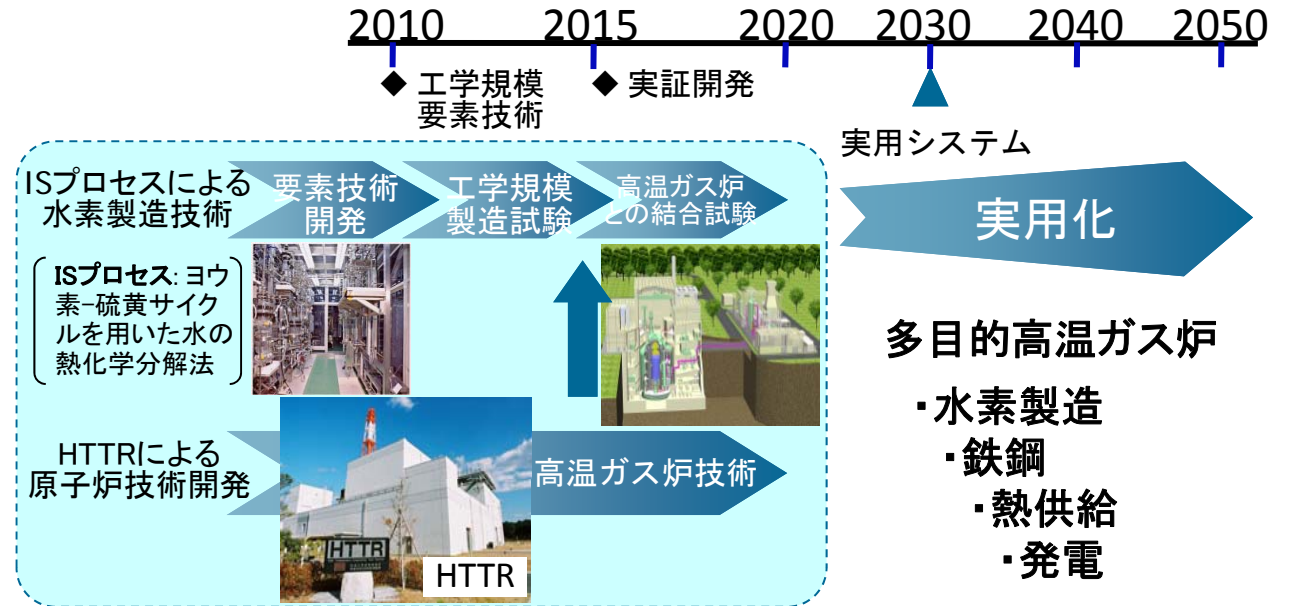 2010 2015 2020 2030 2040 2050
◆ 工学規模
要素技術
◆ 実証開発
実用システム
ISプロセスによる
水素製造技術
要素技術
開発
工学規模
製造試験
高温ガス炉
との結合試験
実用化
ISプロセス: ヨウ
素−硫黄サイク
ルを用いた水の
熱化学分解法
HTTRによる
原子炉技術開発
高温ガス炉技術
HTTR
HTTR
多目的高温ガス炉
・水素製造
・鉄鋼
・熱供給
・発電